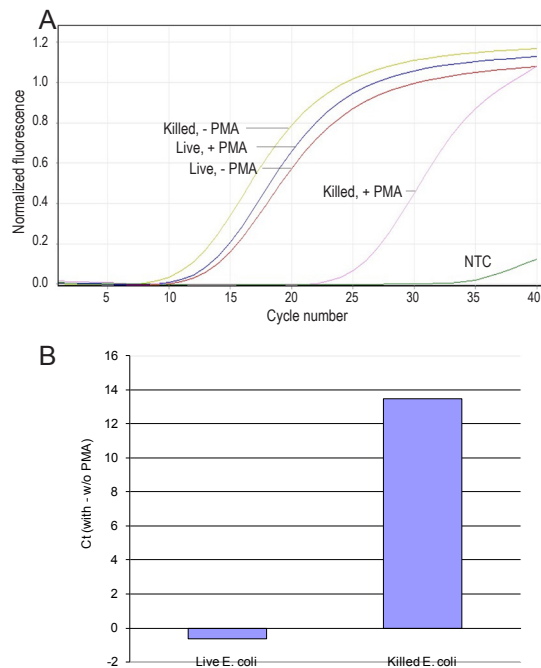 A
Normalized fluorescence
1.2
1.0
0.8
0.6
0.4
0.2
0.0
Killed, - PMA
Live, + PMA
Live, - PMA
Killed, + PMA
NTC
5
10
15
20
25
30
35
40
Cycle number
B
Ct (with - w/o PMA)
16
14
12
10
8
6
4
2
0
-2
Live E. coli
Killed E. coli